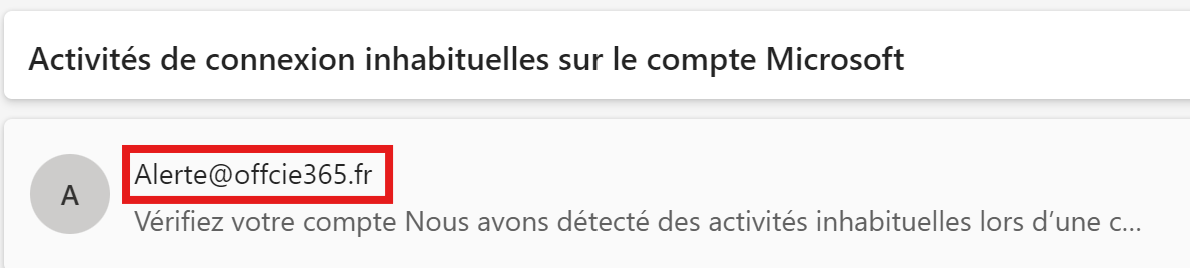 Activités de connexion inhabituelles sur le compte Microsoft
A
Alerte@offcie365.fr
Vérifiez votre compte Nous avons détecté des activités inhabituelles lors d’une c...